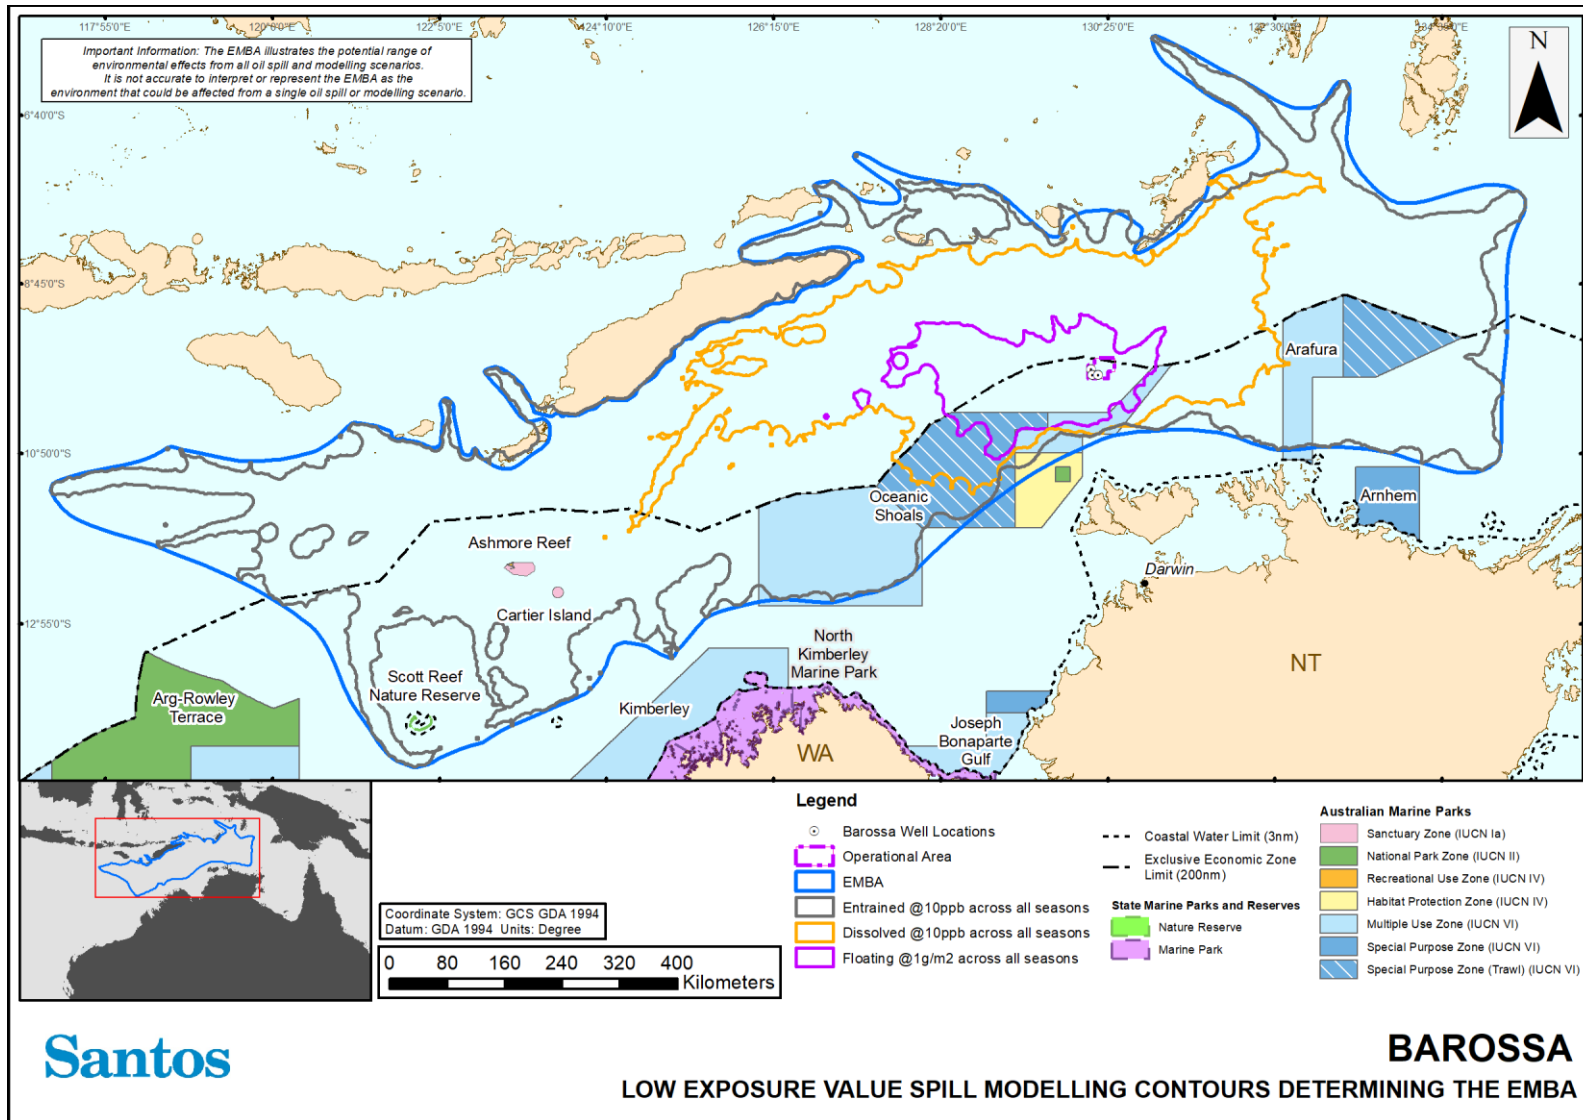 117°55'0"E
120°0'0"E
122°5'0"E
124°10'0"E
126°15'0"E
128°20'0"E
130°25'0"E
Important Information: The EMBA illustrates the potential range of
environmental effects from all oil spill and modelling scenarios.
It is not accurate to interpret or represent the EMBA as the
environment that could be affected from a single oil spill or modelling scenario.
N
6°40'0"S
8°45'0"S
10°50'0"S
12°55'0"S
Arafura
Oceanic
Shoals
Arnhem
Ashmore Reef
Cartier Island
Darwin
North
Kimberley
Marine Park
Scott Reef
Nature Reserve
Arg-Rowley
Terrace
Kimberley
NT
WA
Joseph
Bonaparte
Gulf
Legend
Barossa Well Locations
Operational Area
EMBA
Entrained @10ppb across all seasons
Dissolved @10ppb across all seasons
Floating @1g/m2 across all seasons
Coastal Water Limit (3nm)
Exclusive Economic Zone
Limit (200nm)
State Marine Parks and Reserves
Nature Reserve
Marine Park
Australian Marine Parks
Sanctuary Zone (IUCN Ia)
National Park Zone (IUCN II)
Recreational Use Zone (IUCN IV)
Habitat Protection Zone (IUCN IV)
Multiple Use Zone (IUCN VI)
Special Purpose Zone (IUCN VI)
Special Purpose Zone (Trawl) (IUCN VI)
Coordinate System: GCS GDA 1994
Datum: GDA 1994 Units: Degree
0 80 160 240 320 400
Kilometers
Santos
BAROSSA
LOW EXPOSURE VALUE SPILL MODELLING CONTOURS DETERMINING THE EMBA